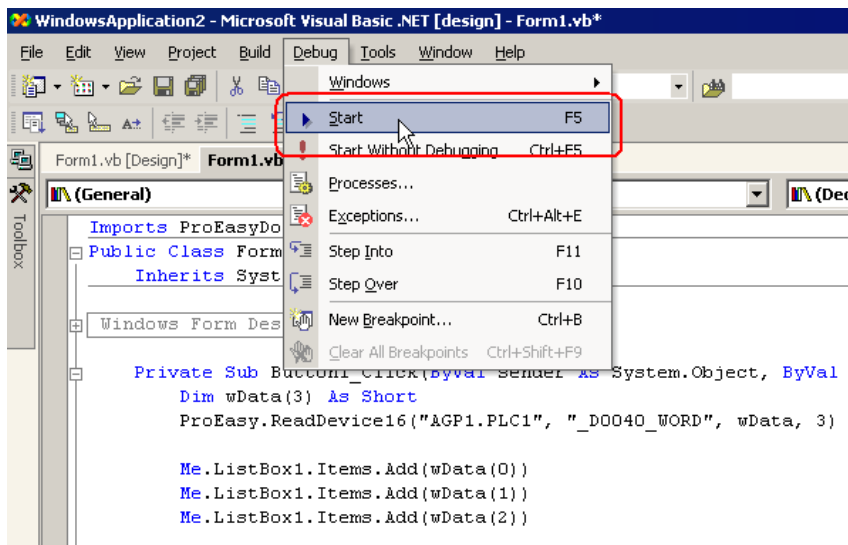 WindowsApplication2 - Microsoft Visual Basic .NET [design] - Form1.vb*
File Edit View Project Build Debug Tools Window Help
Windows
Start F5
Start Without Debugging Ctrl+F5
Form1.vb [Design]* Form1.vb
Processes...
(General)
Exceptions... Ctrl+Alt+E
Toolbox
Imports ProEasyDo
Public Class Form
Step Into F11
Inherits Syst
Step Over F10
Windows Form Des
New Breakpoint... Ctrl+B
Clear All Breakpoints Ctrl+Shift+F9
Private Sub Button1_Click(ByVal sender As System.Object, ByVal
Dim wData(3) As Short
ProEasy.ReadDevice16("AGP1.PLC1", "_D0040_WORD", wData, 3)
Me.ListBox1.Items.Add(wData(0))
Me.ListBox1.Items.Add(wData(1))
Me.ListBox1.Items.Add(wData(2))